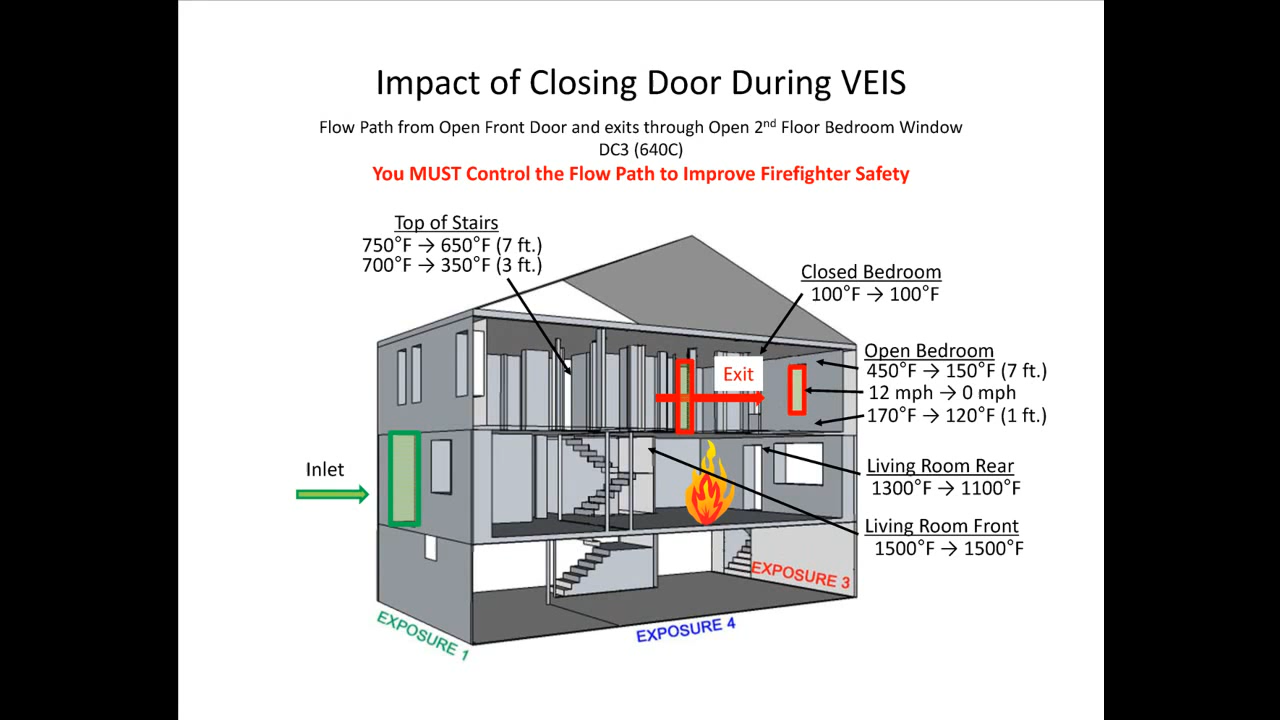 Impact of Closing Door During VEIS
Flow Path from Open Front Door and exits through Open 2nd Floor Bedroom Window
DC3 (640C)
You MUST Control the Flow Path to Improve Firefighter Safety
Top of Stairs
750°F → 650°F (7 ft.)
700°F → 350°F (3 ft.)
Closed Bedroom
100°F → 100°F
Open Bedroom
450°F → 150°F (7 ft.)
12 mph → 0 mph
170°F → 120°F (1 ft.)
Exit
Inlet
Living Room Rear
1300°F → 1100°F
Living Room Front
1500°F → 1500°F
EXPOSURE 3
EXPOSURE 4
EXPOSURE 1